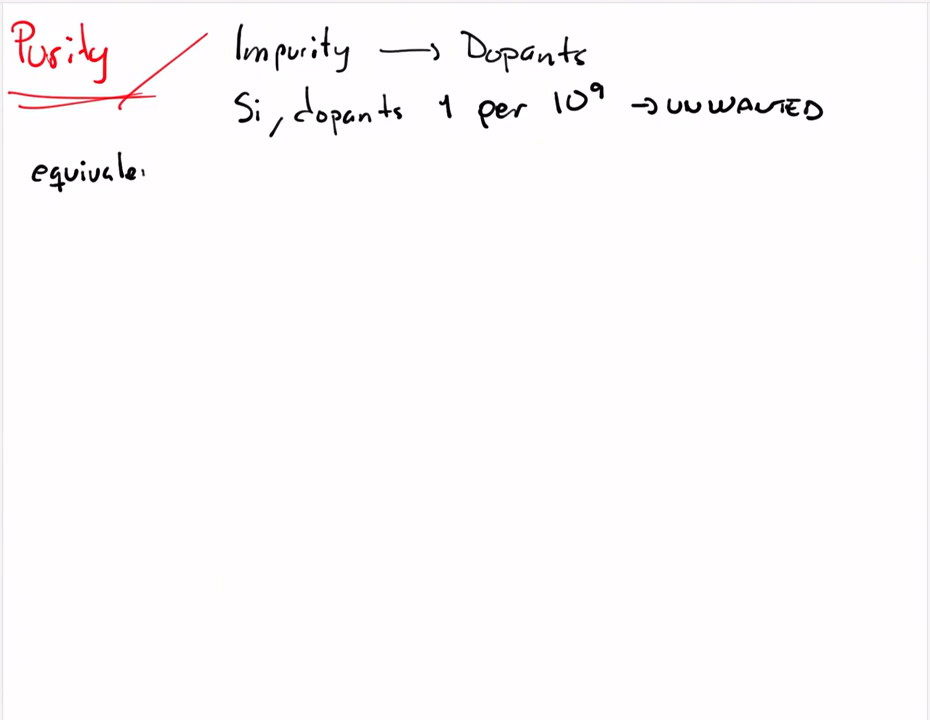 Purity
Impurity → Dopants
Si, dopants 1 per 10⁹ → UNWANTED
equivale